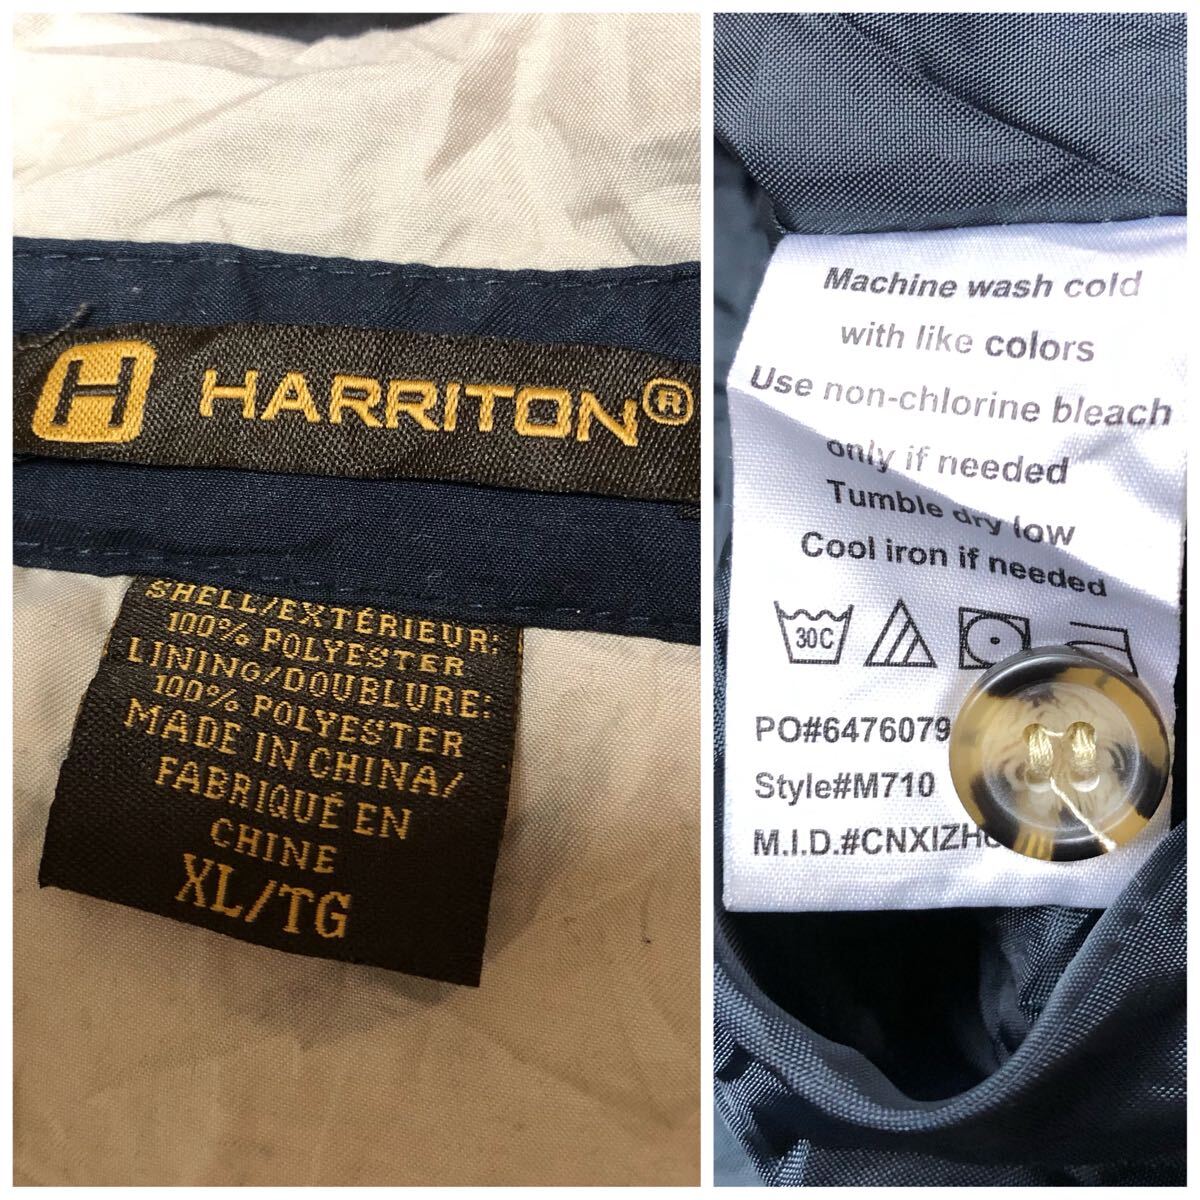 H HARRITON®
SHELL/EXTÉRIEUR:
100% POLYESTER
LINING/DOUBLURE:
100% POLYESTER
MADE IN CHINA/
FABRIQUÉ EN
CHINE
XL/TG
Machine wash cold
with like colors
Use non-chlorine bleach
only if needed
Tumble dry low
Cool iron if needed
30C
PO#6476079
Style#M710
M.I.D.#CNXIZH